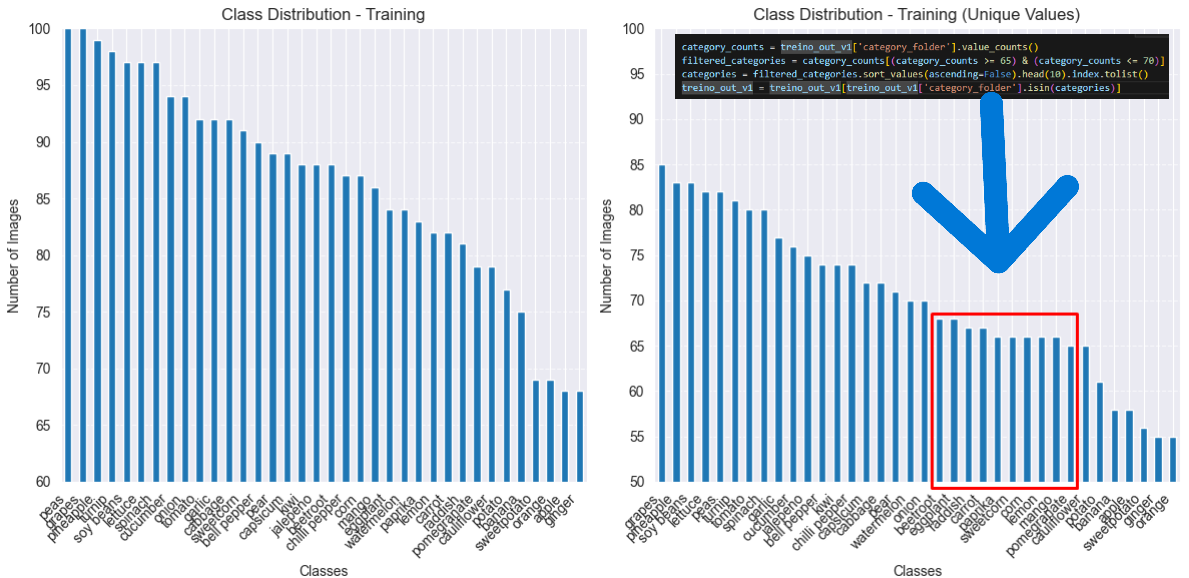 Class Distribution - Training
100
95
90
85
80
75
70
65
60
Number of Images
peas
grapes
pineapple
turnip
soy beans
lettuce
spinach
cucumber
onion
tomato
garlic
cabbage
sweetcorn
bell pepper
pear
capsicum
kiwi
jalepeno
beetroot
chilli pepper
corn
mango
eggplant
watermelon
paprika
lemon
carrot
raddish
pomegranate
cauliflower
potato
banana
sweetpotato
orange
apple
ginger
Classes
Class Distribution - Training (Unique Values)
category_counts = treino_out_v1['category_folder'].value_counts()
filtered_categories = category_counts[(category_counts >= 65) & (category_counts <= 70)]
categories = filtered_categories.sort_values(ascending=False).head(10).index.tolist()
treino_out_v1 = treino_out_v1[treino_out_v1['category_folder'].isin(categories)]
100
95
90
85
80
75
70
65
60
55
50
Number of Images
grapes
pineapple
soy beans
lettuce
peas
turnip
tomato
spinach
garlic
cucumber
jalepeno
bell pepper
kiwi
chilli pepper
capsicum
cabbage
pear
watermelon
onion
beetroot
eggplant
raddish
carrot
paprika
sweetcorn
corn
lemon
mango
pomegranate
cauliflower
potato
banana
apple
sweetpotato
ginger
orange
Classes